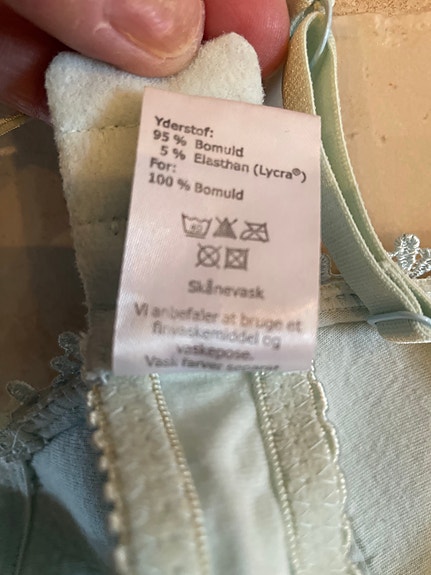 Yderstof:
95 % Bomuld
5 % Elasthan (Lycra®)
For:
100 % Bomuld
Skånevask
Vi anbefaler at bruge et
finvaskemiddel og
vaskepose.
Vask farver